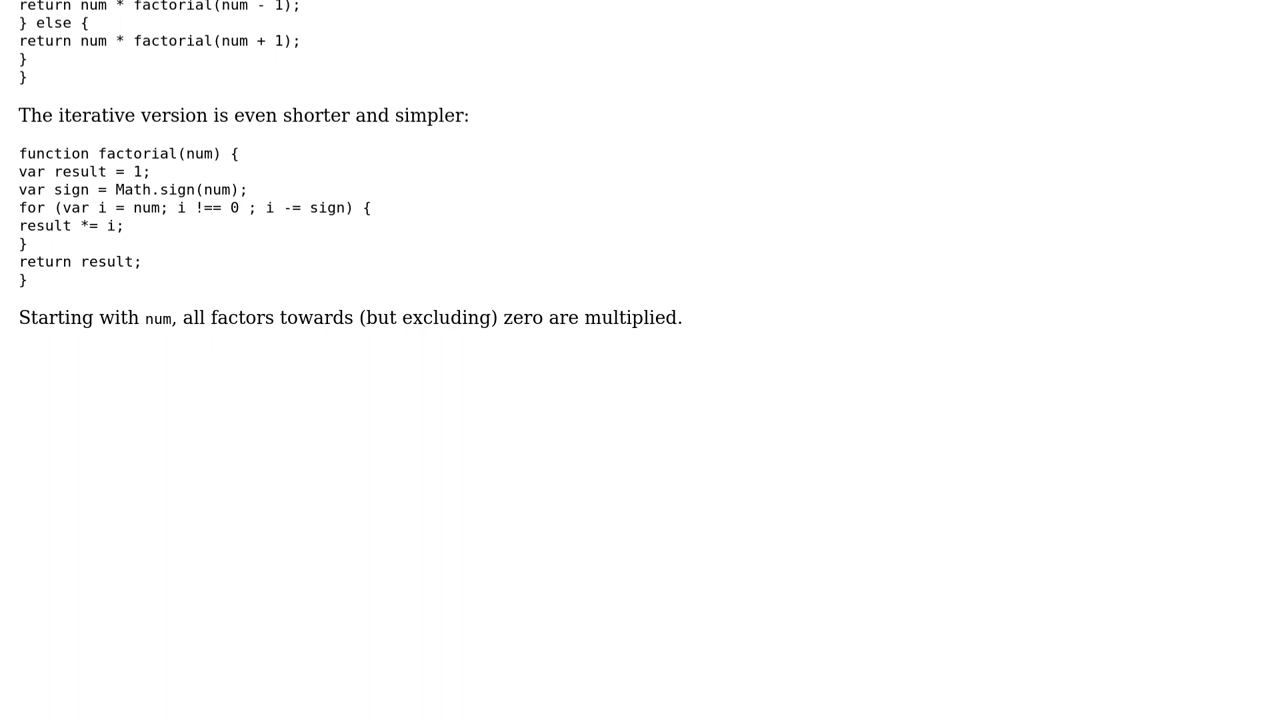 return num * factorial(num - 1);
} else {
return num * factorial(num + 1);
}
}
The iterative version is even shorter and simpler:
function factorial(num) {
var result = 1;
var sign = Math.sign(num);
for (var i = num; i !== 0 ; i -= sign) {
result *= i;
}
return result;
}
Starting with num, all factors towards (but excluding) zero are multiplied.